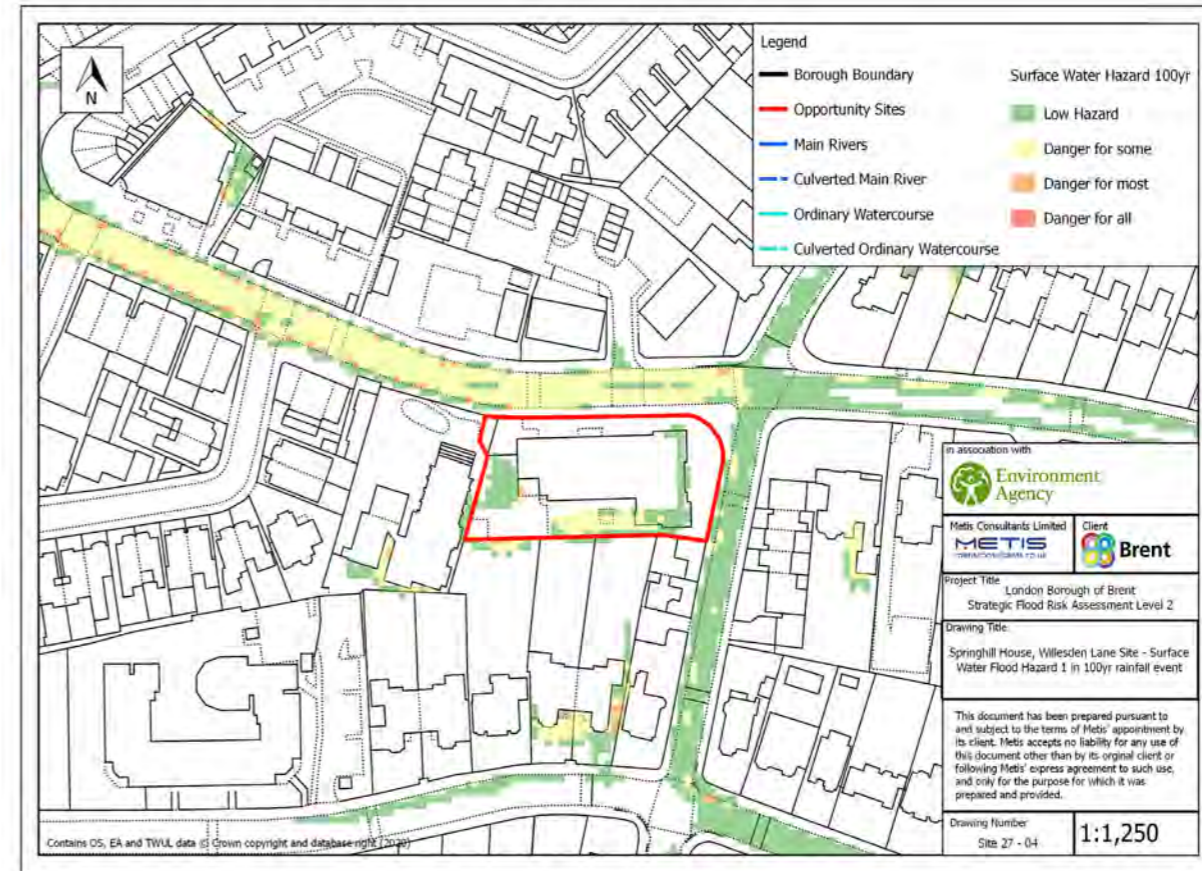 N
Legend
Borough Boundary
Opportunity Sites
Main Rivers
Culverted Main River
Ordinary Watercourse
Culverted Ordinary Watercourse
Surface Water Hazard 100yr
Low Hazard
Danger for some
Danger for most
Danger for all
in association with
Environment
Agency
Metis Consultants Limited
METIS
Client
Brent
Project Title
London Borough of Brent
Strategic Flood Risk Assessment Level 2
Drawing Title
Springhill House, Willesden Lane Site - Surface
Water Flood Hazard 1 in 100yr rainfall event
This document has been prepared pursuant to
and subject to the terms of Metis' appointment by
its client. Metis accepts no liability for any use of
this document other than by its orginal client or
following Metis' express agreement to such use,
and only for the purpose for which it was
prepared and provided.
Drawing Number
Site 27 - 04
1:1,250
Contains OS, EA and TWUL data © Crown copyright and database right (2020)